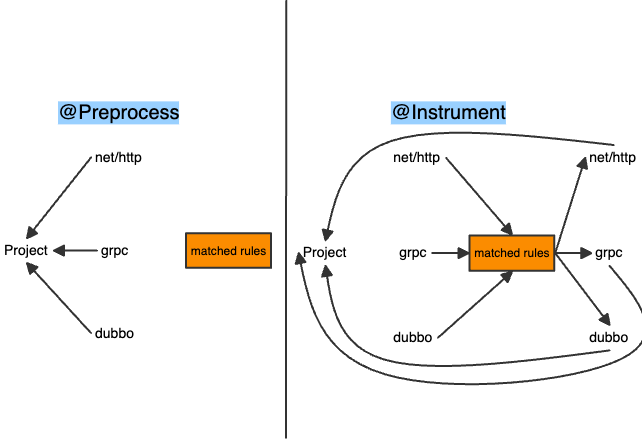 @Preprocess
net/http
Project
grpc
matched rules
dubbo
@Instrument
net/http
net/http
Project
grpc
matched rules
grpc
dubbo
dubbo